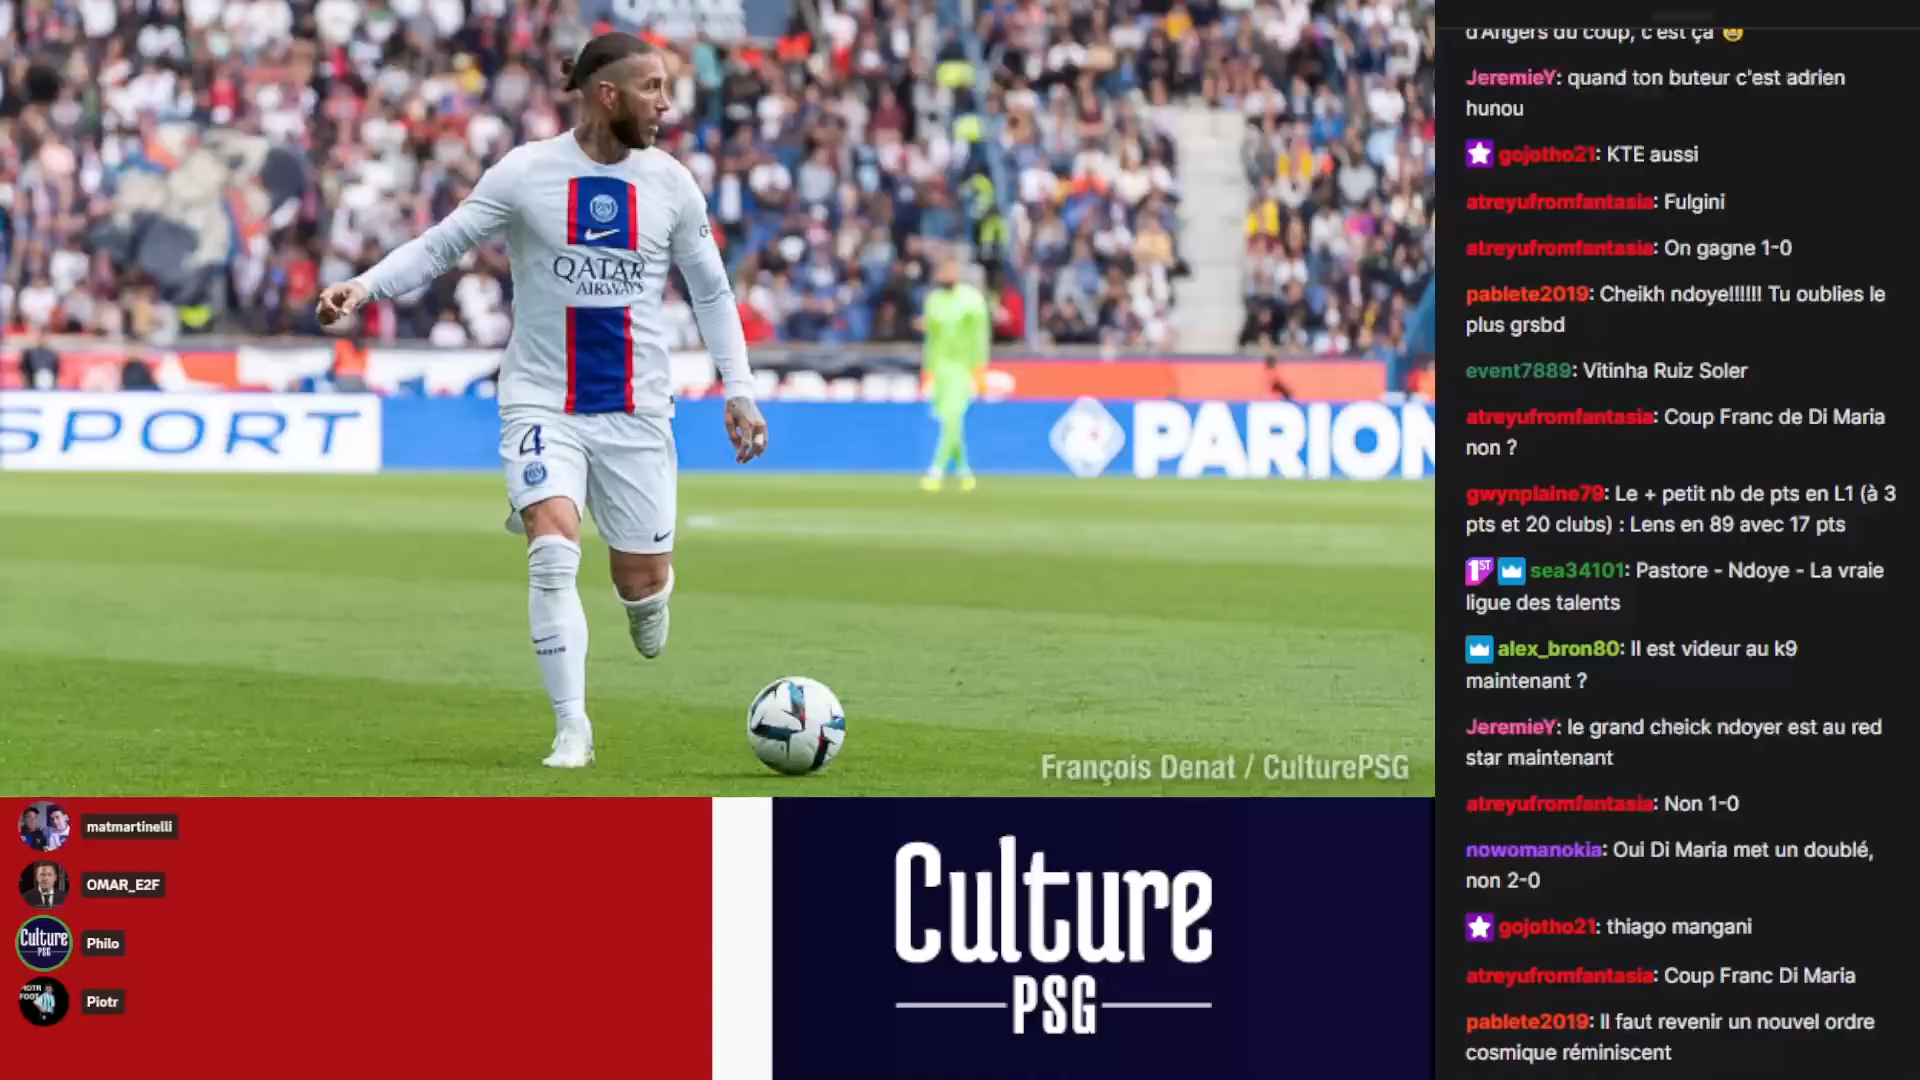 QATAR
AIRWAYS
4
SPORT
PARION
François Denat / CulturePSG
matmartinelli
OMAR_E2F
Philo
Piotr
Culture
PSG
Culture
PSG
d'Angers du coup, c'est ça 😀
JeremieY: quand ton buteur c'est adrien
hunou
gojotho21: KTE aussi
atreyufromfantasia: Fulgini
atreyufromfantasia: On gagne 1-0
pablete2019: Cheikh ndoye!!!!!! Tu oublies le
plus grsbd
event7889: Vitinha Ruiz Soler
atreyufromfantasia: Coup Franc de Di Maria
non ?
gwynplaine79: Le + petit nb de pts en L1 (à 3
pts et 20 clubs) : Lens en 89 avec 17 pts
1ST sea34101: Pastore - Ndoye - La vraie
ligue des talents
alex_bron80: Il est videur au k9
maintenant ?
JeremieY: le grand cheick ndoyer est au red
star maintenant
atreyufromfantasia: Non 1-0
nowomanokia: Oui Di Maria met un doublé,
non 2-0
gojotho21: thiago mangani
atreyufromfantasia: Coup Franc Di Maria
pablete2019: Il faut revenir un nouvel ordre
cosmique réminiscent